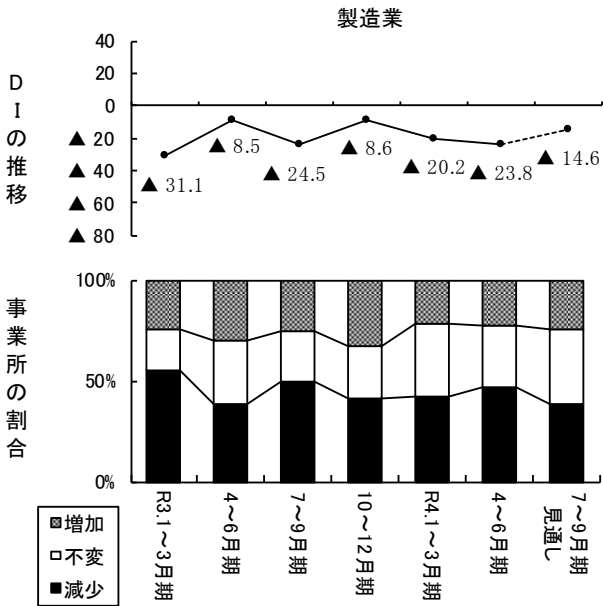 製造業
DIの推移
40
20
0
▲ 20
▲ 40
▲ 60
▲ 80
▲ 31.1
▲ 8.5
▲ 24.5
▲ 8.6
▲ 20.2
▲ 23.8
▲ 14.6
事業所の割合
100%
50%
0%
R3.1～3月期
4～6月期
7～9月期
10～12月期
R4.1～3月期
4～6月期
7～9月期
見通し
増加
不変
減少